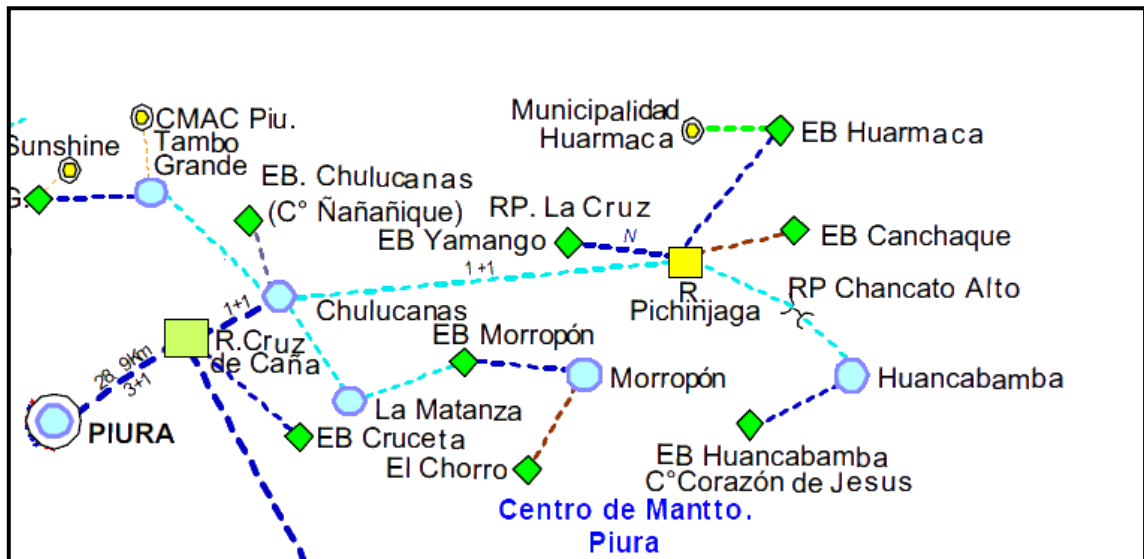 CMAC Piu.
Sunshine
Tambo
Grande
G.
EB. Chulucanas
(C° Ñañañique)
Municipalidad
Huarmaca
EB Huarmaca
RP. La Cruz
EB Yamango
N
EB Canchaque
1+1
R.
Pichinjaga
RP Chancato Alto
1+1
Chulucanas
R.Cruz
de Caña
28.9Km
3+1
PIURA
EB Morropón
Morropón
Huancabamba
La Matanza
EB Cruceta
El Chorro
EB Huancabamba
C°Corazón de Jesus
Centro de Mantto.
Piura